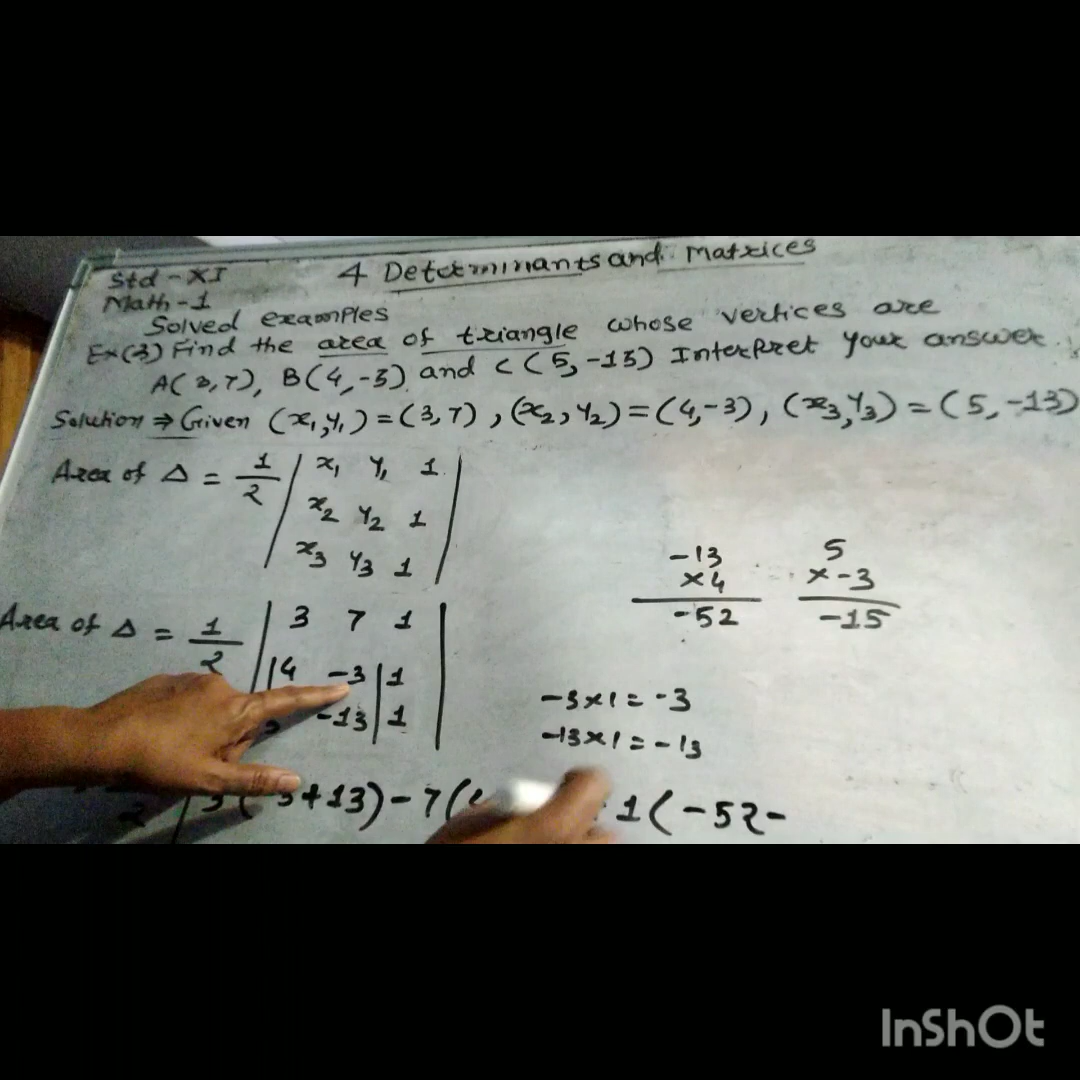 Std - XI
4 Determinants and Matrices
Math - 1
Solved examples
Ex(3) Find the area of triangle whose vertices are
A(3,7), B(4,-3) and C(5,-13) Interpret your answer.
Solution ⇒ Given (x₁,y₁) = (3,7), (x₂,y₂) = (4,-3), (x₃,y₃) = (5,-13)
Area of Δ = 1/2 | x₁ y₁ 1 |
x₂ y₂ 1
x₃ y₃ 1
-13 5
×4 ×-3
-52 -15
Area of Δ = 1/2 | 3 7 1 |
4 -3 1
-13 1
-3×1 = -3
-13×1 = -13
2 | 3( 3+13) - 7( 1( -52 -
InShOt